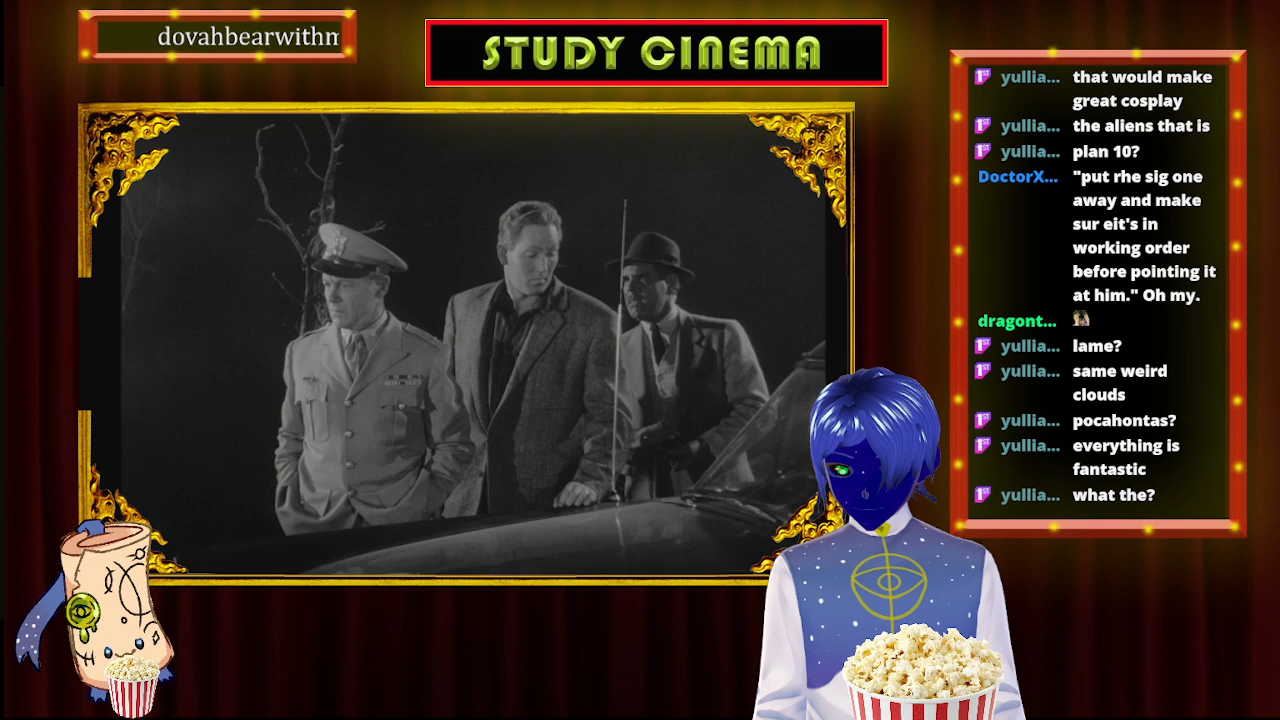 dovahbearwithm
STUDY CINEMA
yullia... that would make
great cosplay
yullia... the aliens that is
yullia... plan 10?
DoctorX... "put rhe sig one
away and make
sur eit's in
working order
before pointing it
at him." Oh my.
dragont...
yullia... lame?
yullia... same weird
clouds
yullia... pocahontas?
yullia... everything is
fantastic
yullia... what the?